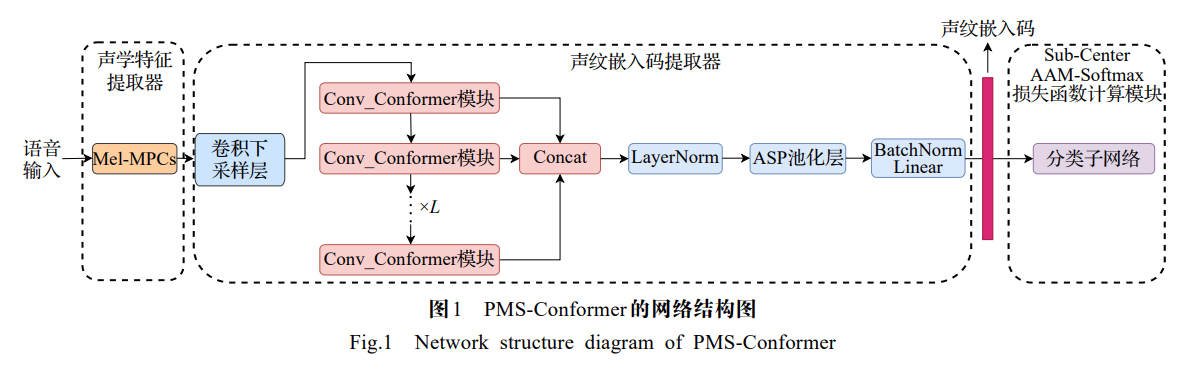 声学特征
提取器
语音
输入
Mel-MPCs
声纹嵌入码提取器
卷积下
采样层
Conv_Conformer模块
Conv_Conformer模块
×L
Conv_Conformer模块
Concat
LayerNorm
ASP池化层
BatchNorm
Linear
声纹嵌入码
Sub-Center
AAM-Softmax
损失函数计算模块
分类子网络
图1 PMS-Conformer的网络结构图
Fig.1 Network structure diagram of PMS-Conformer